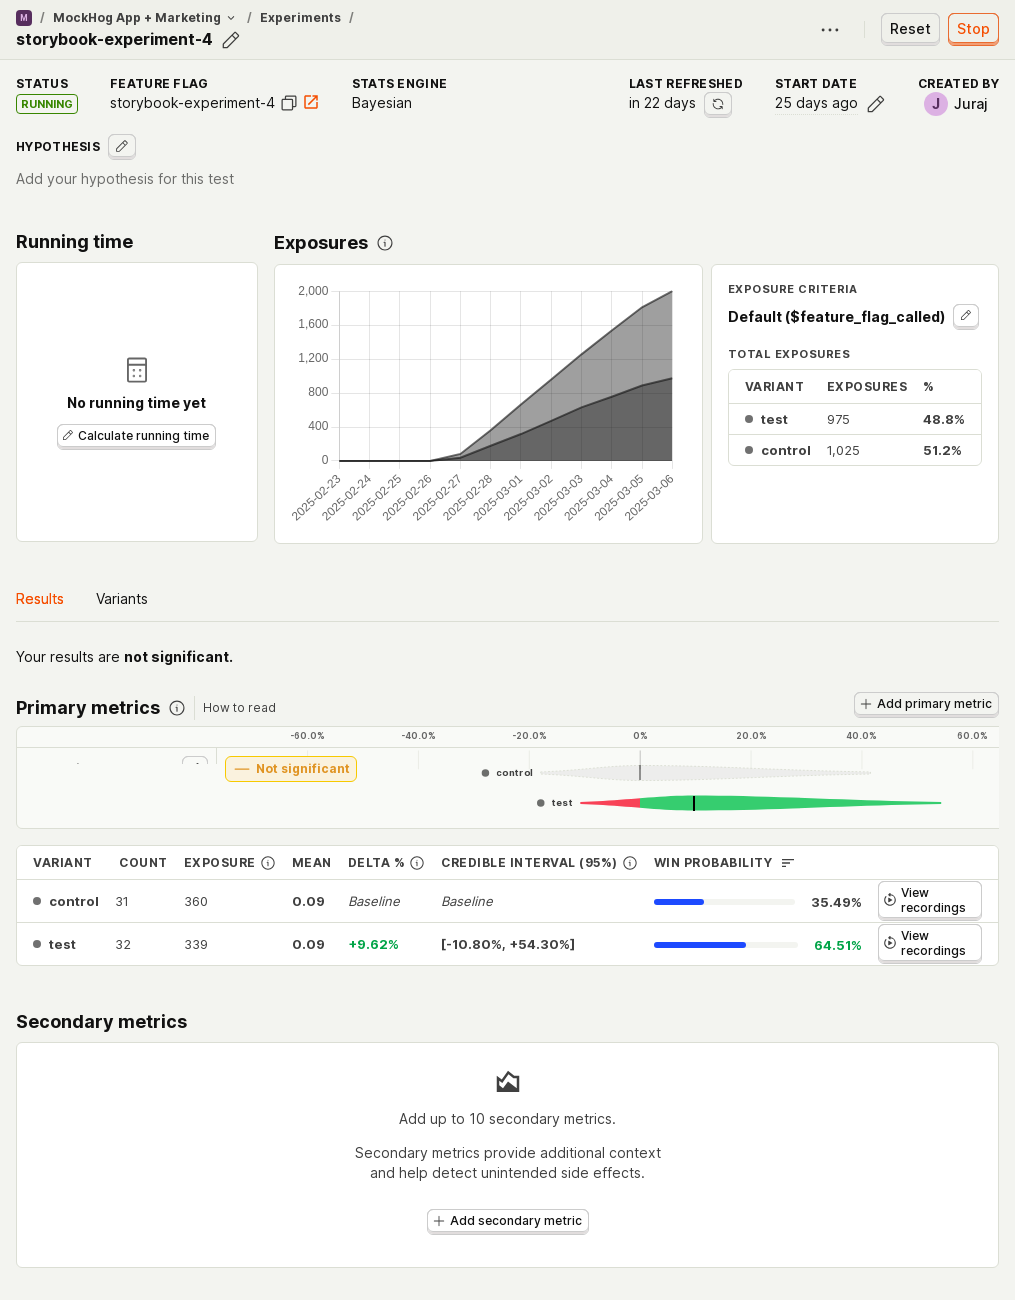 M / MockHog App + Marketing / Experiments /
storybook-experiment-4
Reset
Stop
STATUS
RUNNING
FEATURE FLAG
storybook-experiment-4
STATS ENGINE
Bayesian
LAST REFRESHED
in 22 days
START DATE
25 days ago
CREATED BY
J Juraj
HYPOTHESIS
Add your hypothesis for this test
Running time
No running time yet
Calculate running time
Exposures
2,000
1,600
1,200
800
400
0
2025-02-23
2025-02-24
2025-02-25
2025-02-26
2025-02-27
2025-02-28
2025-03-01
2025-03-02
2025-03-03
2025-03-04
2025-03-05
2025-03-06
EXPOSURE CRITERIA
Default ($feature_flag_called)
TOTAL EXPOSURES
VARIANT EXPOSURES %
test 975 48.8%
control 1,025 51.2%
Results Variants
Your results are not significant.
Primary metrics How to read
Add primary metric
-60.0% -40.0% -20.0% 0% 20.0% 40.0% 60.0%
Not significant
control
test
VARIANT COUNT EXPOSURE MEAN DELTA % CREDIBLE INTERVAL (95%) WIN PROBABILITY
control 31 360 0.09 Baseline Baseline 35.49% View recordings
test 32 339 0.09 +9.62% [-10.80%, +54.30%] 64.51% View recordings
Secondary metrics
Add up to 10 secondary metrics.
Secondary metrics provide additional context
and help detect unintended side effects.
Add secondary metric